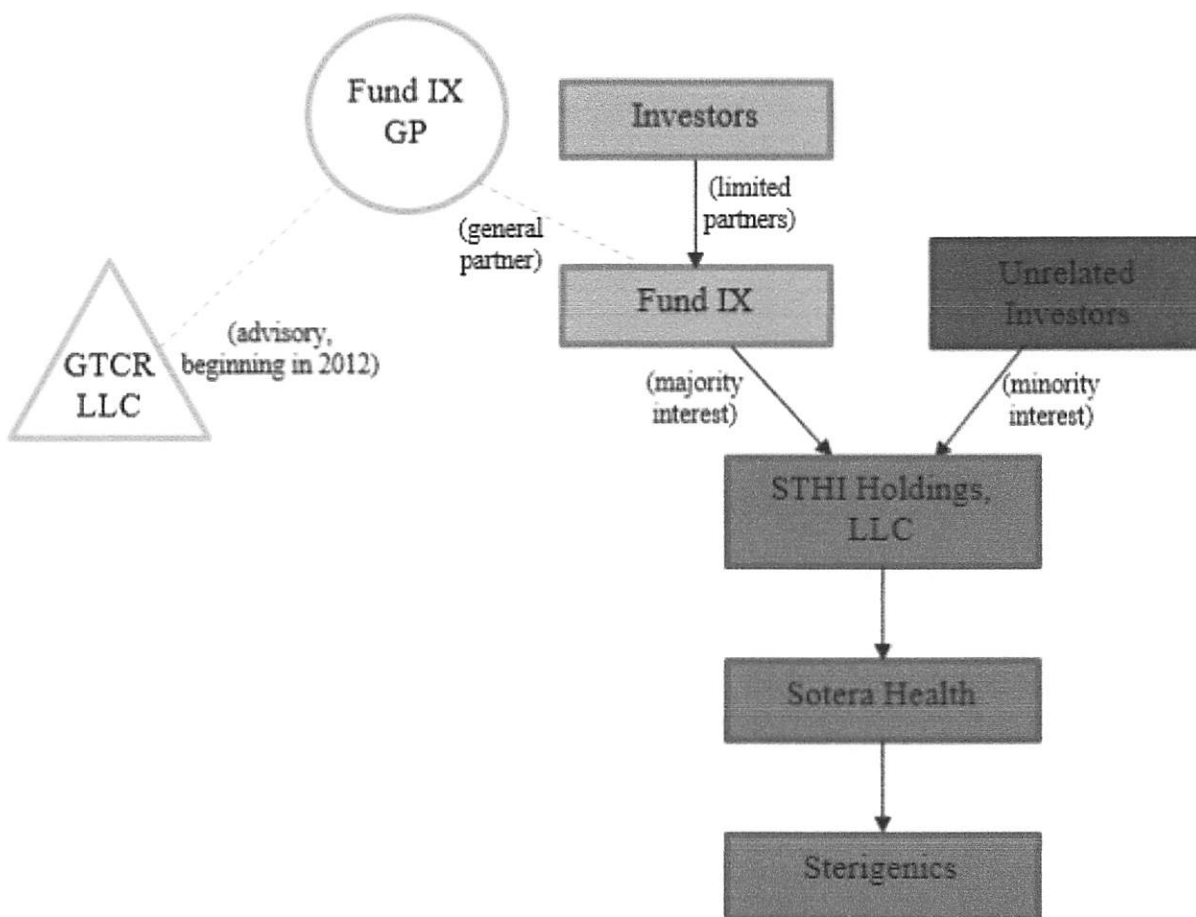 Fund IX
GP
Investors
(limited
partners)
(general
partner)
Fund IX
Unrelated
Investors
(advisory,
beginning in 2012)
GTCR
LLC
(majority
interest)
(minority
interest)
STHI Holdings,
LLC
Sotera Health
Sterigenics